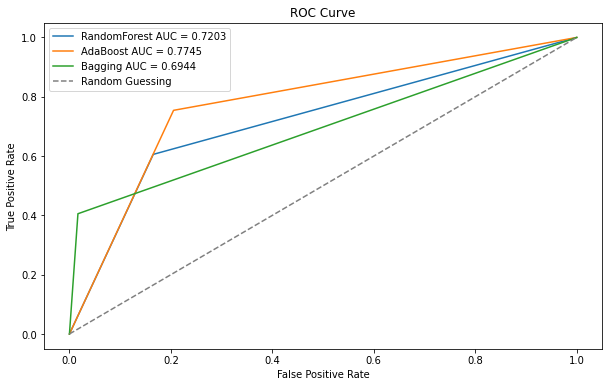 ROC Curve
RandomForest AUC = 0.7203
AdaBoost AUC = 0.7745
Bagging AUC = 0.6944
Random Guessing
True Positive Rate
1.0
0.8
0.6
0.4
0.2
0.0
0.0 0.2 0.4 0.6 0.8 1.0
False Positive Rate